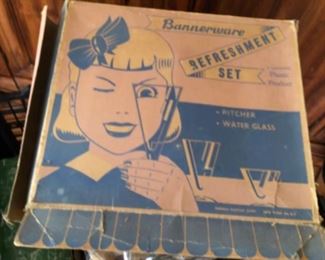 Bannerware
REFRESHMENT
SET
Plastic
Product
• PITCHER
• WATER GLASS